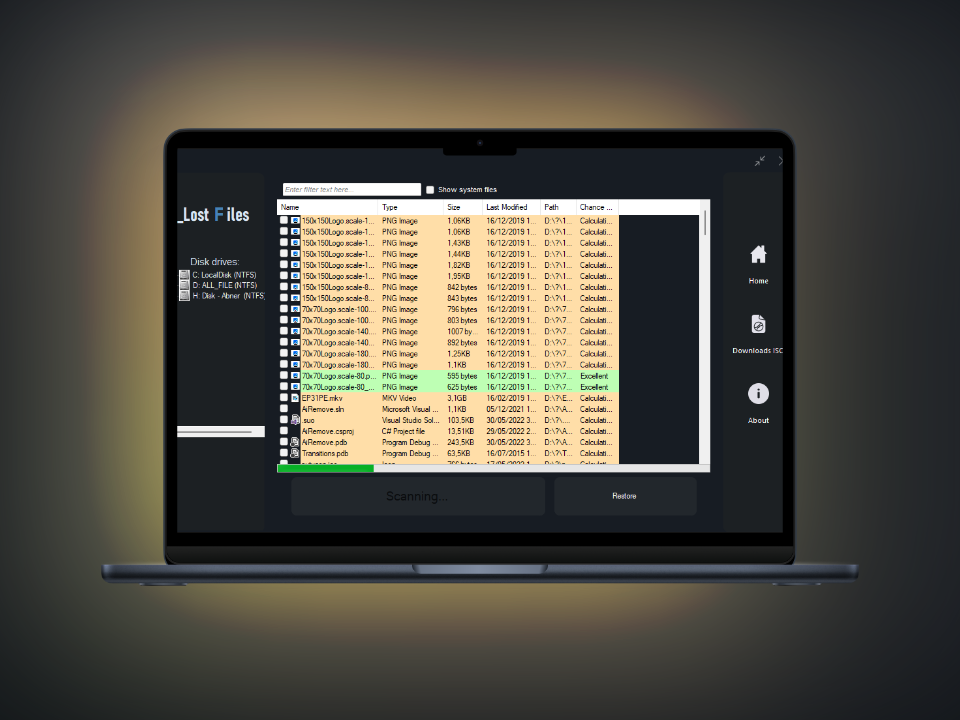 _Lost Files
Disk drives:
C: LocalDisk (NTFS)
D: ALL_FILE (NTFS)
H: Disk - Abner (NTFS)
Enter filter text here...
Show system files
Name Type Size Last Modified Path Chance ...
150x150Logo.scale-1... PNG Image 1,06KB 16/12/2019 1... D:\?\1... Calculati...
150x150Logo.scale-1... PNG Image 1,06KB 16/12/2019 1... D:\?\1... Calculati...
150x150Logo.scale-1... PNG Image 1,43KB 16/12/2019 1... D:\?\1... Calculati...
150x150Logo.scale-1... PNG Image 1,44KB 16/12/2019 1... D:\?\1... Calculati...
150x150Logo.scale-1... PNG Image 1,82KB 16/12/2019 1... D:\?\1... Calculati...
150x150Logo.scale-1... PNG Image 1,95KB 16/12/2019 1... D:\?\1... Calculati...
150x150Logo.scale-8... PNG Image 842 bytes 16/12/2019 1... D:\?\1... Calculati...
150x150Logo.scale-8... PNG Image 843 bytes 16/12/2019 1... D:\?\1... Calculati...
70x70Logo.scale-100.... PNG Image 796 bytes 16/12/2019 1... D:\?\7... Calculati...
70x70Logo.scale-100... PNG Image 803 bytes 16/12/2019 1... D:\?\7... Calculati...
70x70Logo.scale-140... PNG Image 1007 by... 16/12/2019 1... D:\?\7... Calculati...
70x70Logo.scale-140... PNG Image 892 bytes 16/12/2019 1... D:\?\7... Calculati...
70x70Logo.scale-180.... PNG Image 1,25KB 16/12/2019 1... D:\?\7... Calculati...
70x70Logo.scale-180... PNG Image 1,1KB 16/12/2019 1... D:\?\7... Calculati...
70x70Logo.scale-80.p... PNG Image 595 bytes 16/12/2019 1... D:\?\7... Excellent
70x70Logo.scale-80_... PNG Image 625 bytes 16/12/2019 1... D:\?\7... Excellent
EP31PE.mkv MKV Video 3,1GB 16/02/2019 1... D:\?\E... Calculati...
AiRemove.sln Microsoft Visual ... 1,1KB 05/12/2021 1... D:\?\A... Calculati...
.suo Visual Studio Sol... 103,5KB 30/05/2022 3... D:\?\... Calculati...
AiRemove.csproj C# Project file 13,51KB 29/05/2022 2... D:\?\A... Calculati...
AiRemove.pdb Program Debug ... 243,5KB 30/05/2022 3... D:\?\A... Calculati...
Transitions.pdb Program Debug ... 63,5KB 16/07/2015 1... D:\?\T... Calculati...
Scanning...
Restore
Home
Downloads ISO
About